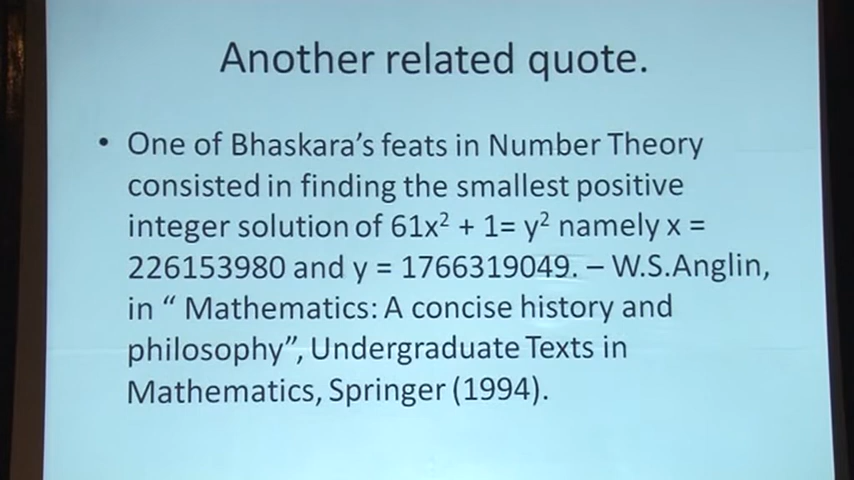 Another related quote.
• One of Bhaskara's feats in Number Theory
consisted in finding the smallest positive
integer solution of 61x² + 1= y² namely x =
226153980 and y = 1766319049. – W.S.Anglin,
in “ Mathematics: A concise history and
philosophy”, Undergraduate Texts in
Mathematics, Springer (1994).